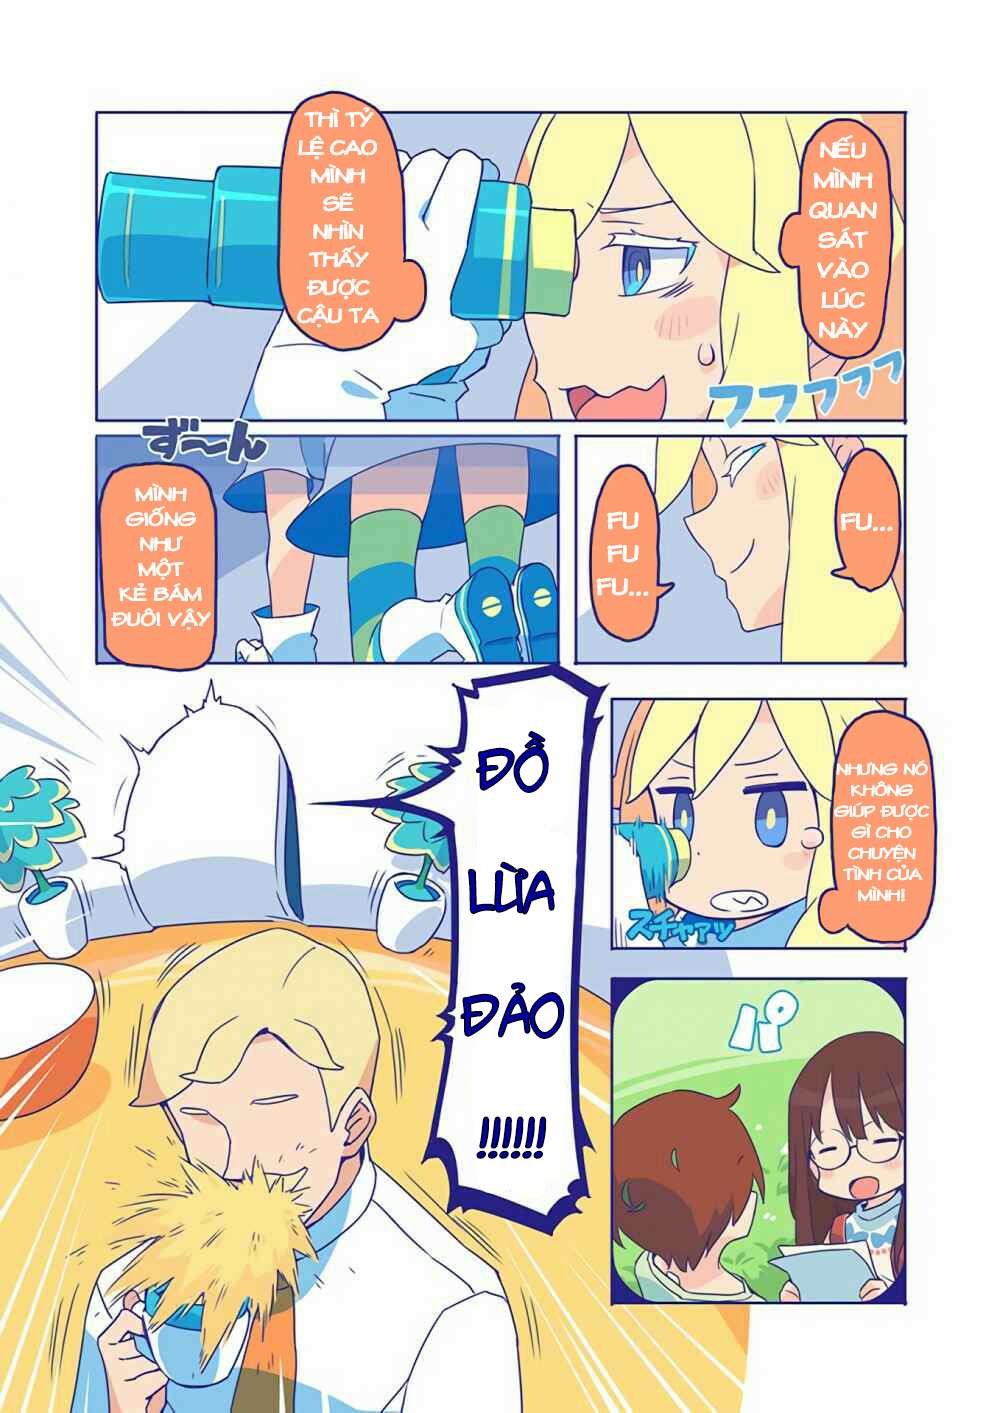 NẾU
MÌNH
QUAN
SÁT
VÀO
LÚC
NÀY
THÌ TỶ
LỆ CAO
MÌNH
SẼ
NHÌN
THẤY
ĐƯỢC
CẬU TA
フフフフフ
FU...
FU
FU
FU...
ず〜ん
MÌNH
GIỐNG
NHƯ
MỘT
KẺ BÁM
ĐUÔI VẬY
NHƯNG NÓ
KHÔNG
GIÚP ĐƯỢC
GÌ CHO
CHUYỆN
TÌNH CỦA
MÌNH!
スチャァッ
パ
ĐỒ
LỪA
ĐẢO
!!!!!!